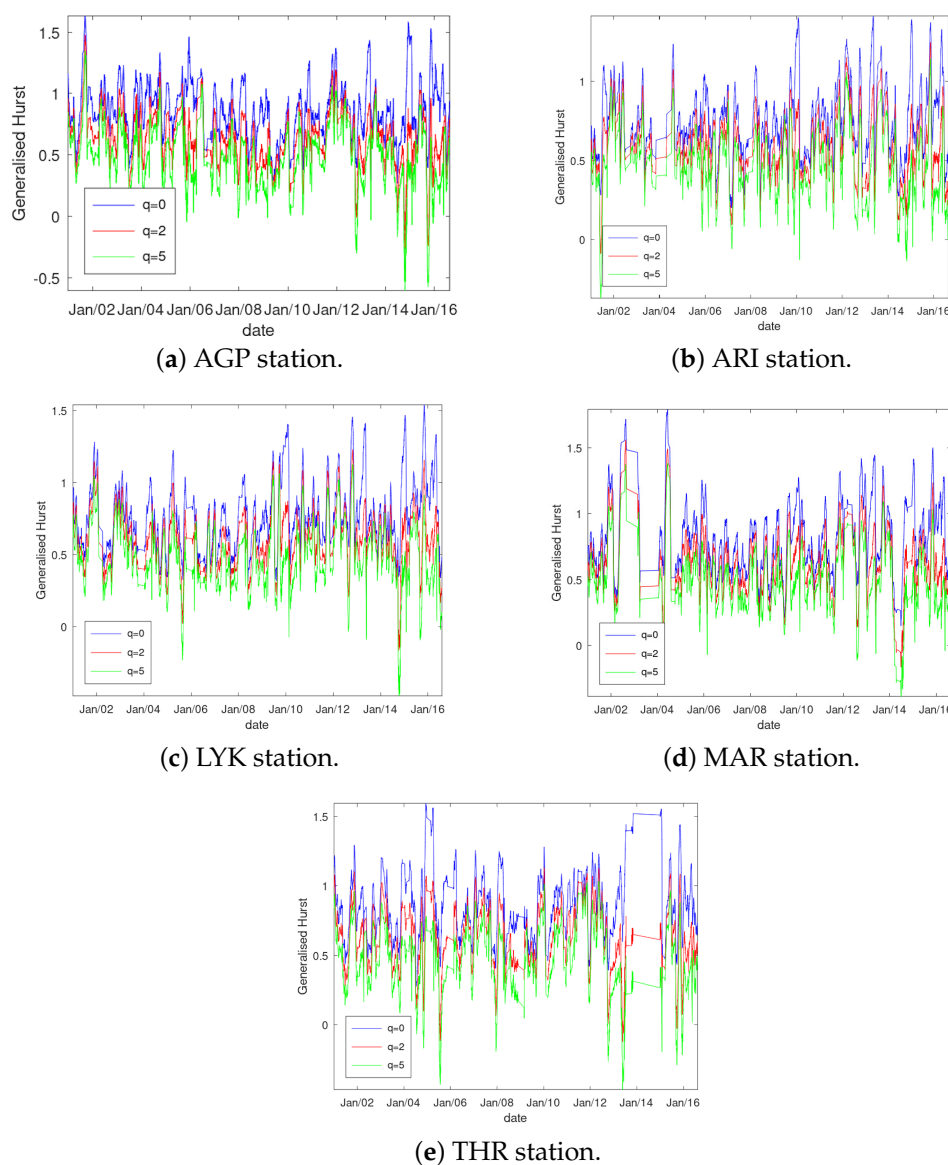 1.5
1
0.5
0
-0.5
Generalised Hurst
q=0
q=2
q=5
Jan/02 Jan/04 Jan/06 Jan/08 Jan/10 Jan/12 Jan/14 Jan/16
date
(a) AGP station.
1
0.5
0
Generalised Hurst
q=0
q=2
q=5
Jan/02 Jan/04 Jan/06 Jan/08 Jan/10 Jan/12 Jan/14 Jan/16
date
(b) ARI station.
1.5
1
0.5
0
Generalised Hurst
q=0
q=2
q=5
Jan/02 Jan/04 Jan/06 Jan/08 Jan/10 Jan/12 Jan/14 Jan/16
date
(c) LYK station.
1.5
1
0.5
0
Generalised Hurst
q=0
q=2
q=5
Jan/02 Jan/04 Jan/06 Jan/08 Jan/10 Jan/12 Jan/14 Jan/16
date
(d) MAR station.
1.5
1
0.5
0
Generalised Hurst
q=0
q=2
q=5
Jan/02 Jan/04 Jan/06 Jan/08 Jan/10 Jan/12 Jan/14 Jan/16
date
(e) THR station.